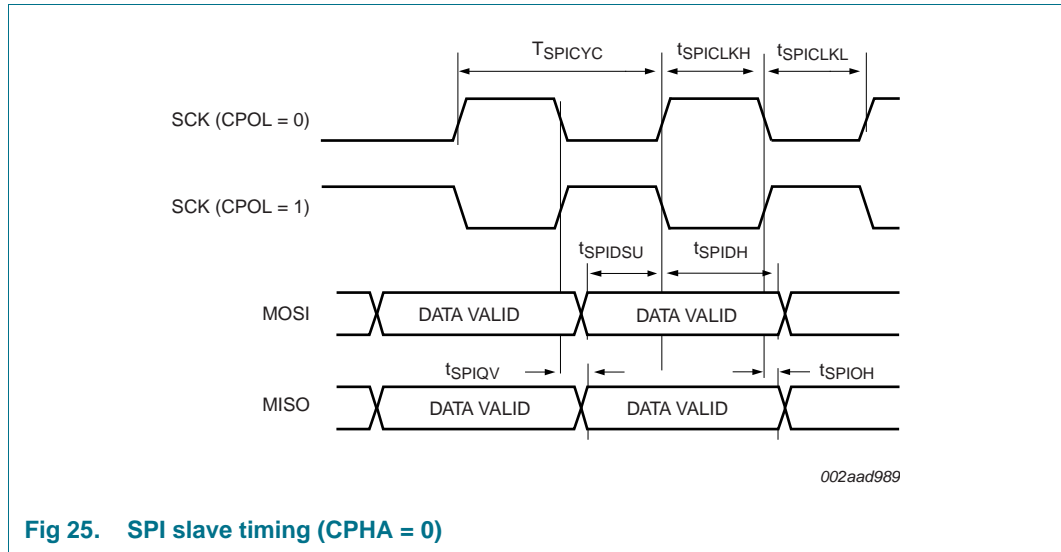 TSPICYC tSPICLKH tSPICLKL
SCK (CPOL = 0)
SCK (CPOL = 1)
tSPIDSU tSPIDH
MOSI DATA VALID DATA VALID
tSPIQV tSPIOH
MISO DATA VALID DATA VALID
002aad989
Fig 25. SPI slave timing (CPHA = 0)